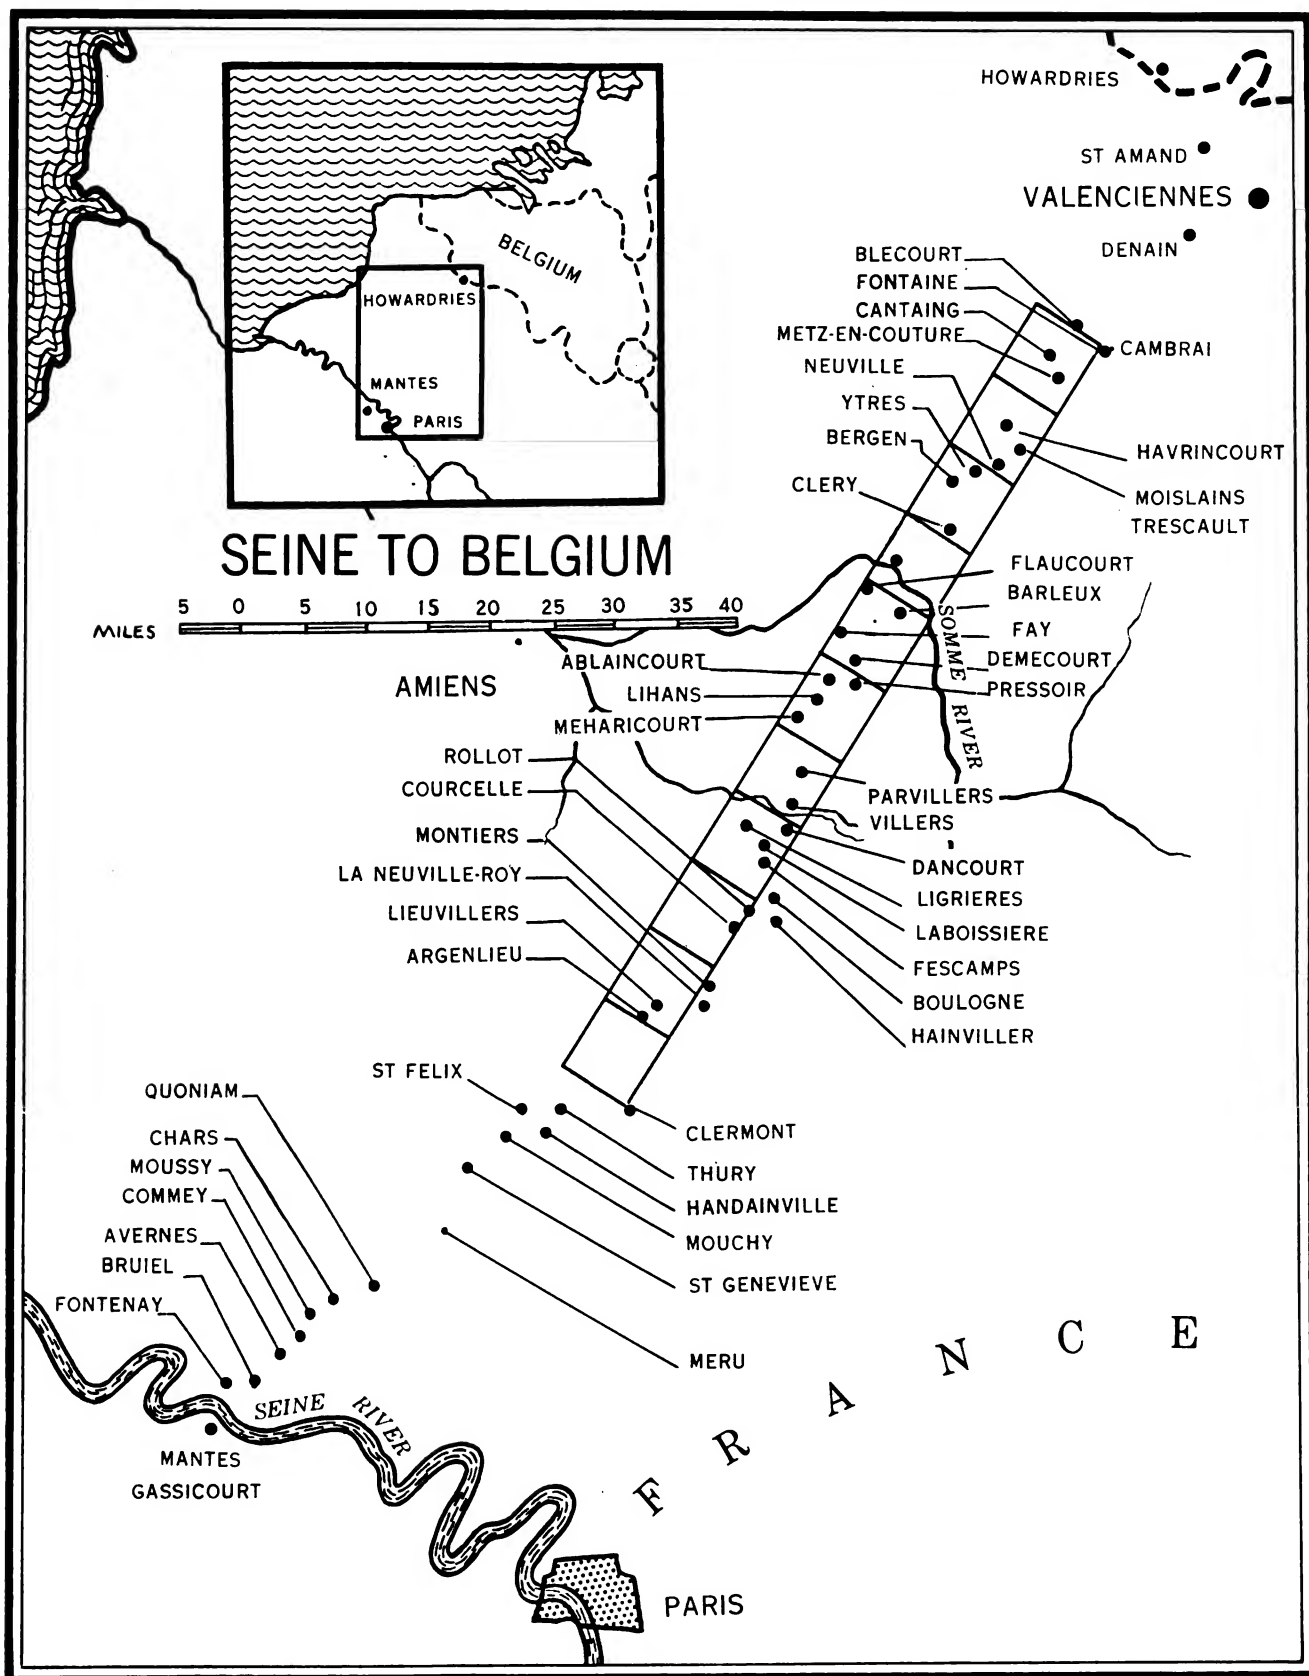 HOWARDRIES
ST AMAND
VALENCIENNES
DENAIN
BELGIUM
HOWARDRIES
MANTES
PARIS
BLECOURT
FONTAINE
CANTAING
METZ-EN-COUTURE
CAMBRAI
NEUVILLE
YTRES
BERGEN
HAVRINCOURT
CLERY
MOISLAINS
TRESCAULT
SEINE TO BELGIUM
MILES
5 0 5 10 15 20 25 30 35 40
FLAUCOURT
BARLEUX
FAY
SOMME RIVER
ABLAINCOURT
DEMECOURT
AMIENS
LIHANS
PRESSOIR
MEHARICOURT
ROLLOT
COURCELLE
PARVILLERS
VILLERS
MONTIERS
DANCOURT
LA NEUVILLE-ROY
LIGRIERES
LIEUVILLERS
LABOISSIERE
ARGENLIEU
FESCAMPS
BOULOGNE
HAINVILLER
ST FELIX
QUONIAM
CLERMONT
CHARS
MOUSSY
THURY
COMMEY
HANDAINVILLE
AVERNES
MOUCHY
BRUIEL
ST GENEVIEVE
FONTENAY
MERU
FRANCE
SEINE RIVER
MANTES
GASSICOURT
PARIS